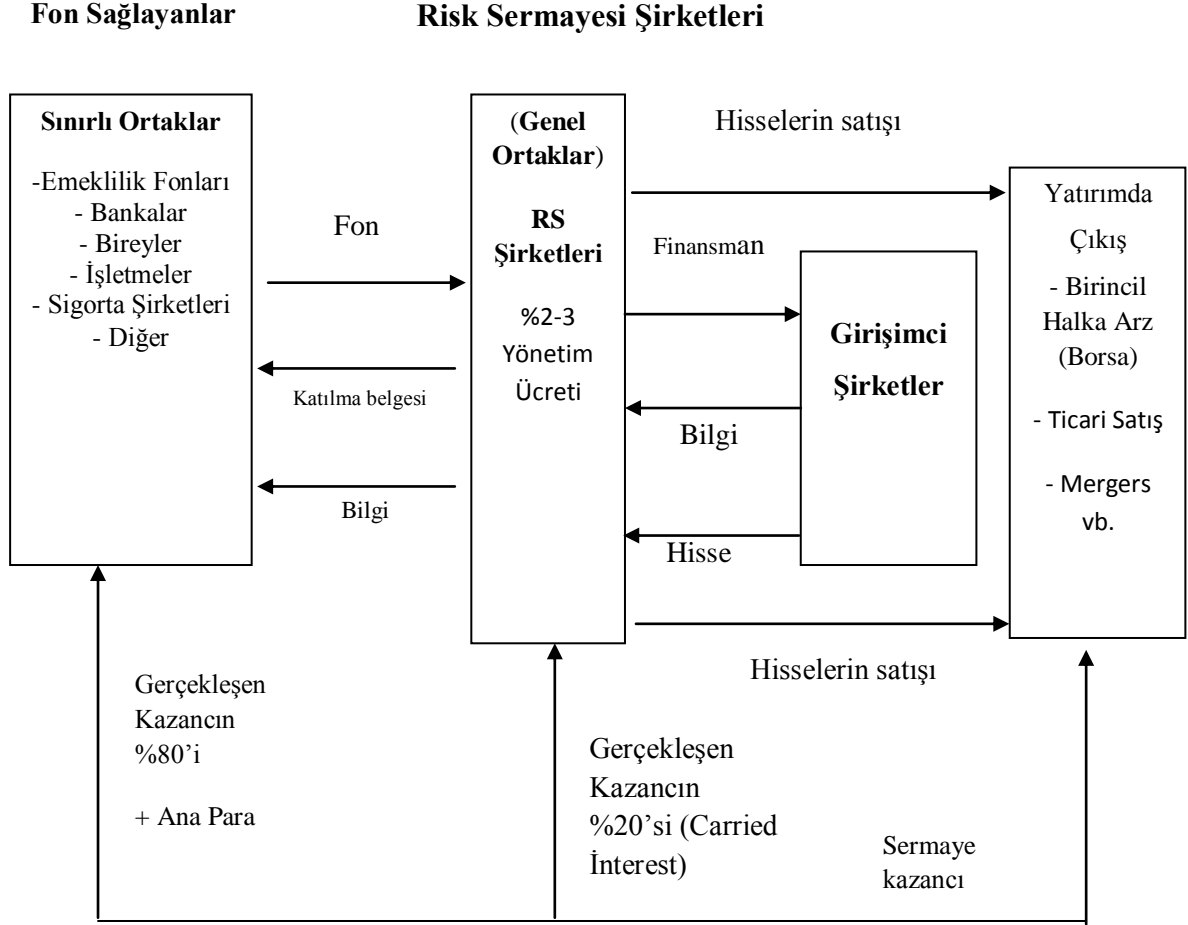 Fon Sağlayanlar
Risk Sermayesi Şirketleri
Sınırlı Ortaklar
-Emeklilik Fonları
- Bankalar
- Bireyler
- İşletmeler
- Sigorta Şirketleri
- Diğer
Fon
Katılma belgesi
Bilgi
(Genel
Ortaklar)
RS
Şirketleri
%2-3
Yönetim
Ücreti
Hisselerin satışı
Finansman
Girişimci
Şirketler
Bilgi
Hisse
Hisselerin satışı
Yatırımda
Çıkış
- Birincil
Halka Arz
(Borsa)
- Ticari Satış
- Mergers
vb.
Gerçekleşen
Kazancın
%80’i
+ Ana Para
Gerçekleşen
Kazancın
%20’si (Carried
İnterest)
Sermaye
kazancı